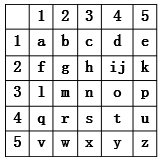 1 2 3 4 5
1 a b c d e
2 f g h ij k
3 l m n o p
4 q r s t u
5 v w x y z